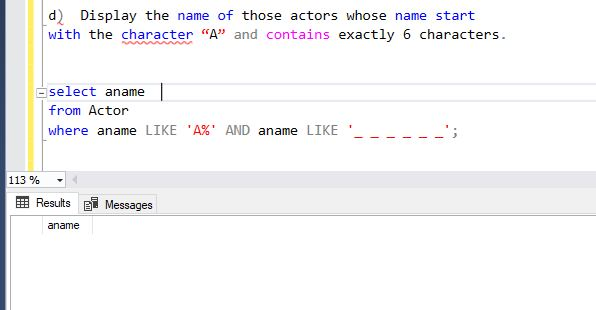 d)  Display the name of those actors whose name start
with the character “A” and contains exactly 6 characters.
select aname
from Actor
where aname LIKE 'A%' AND aname LIKE '_ _ _ _ _ _';
113 %
Results Messages
aname